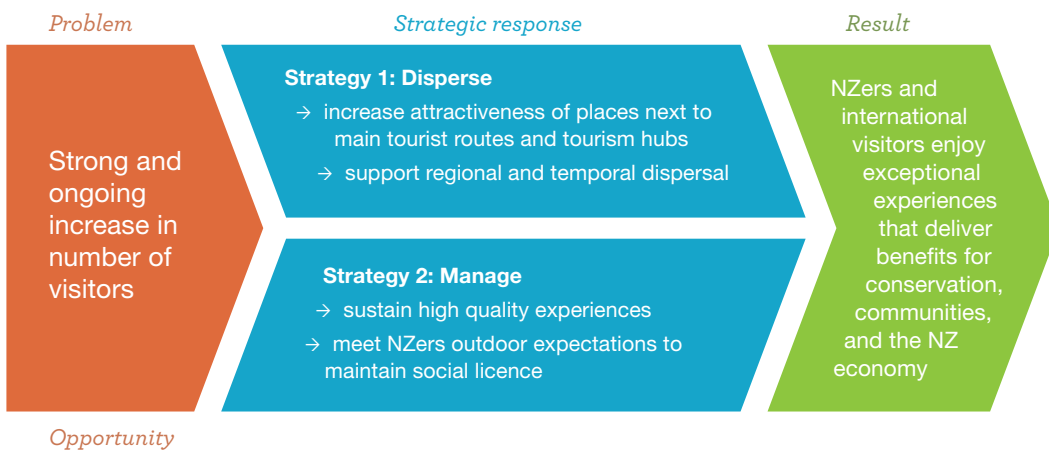 Problem
Strong and
ongoing
increase in
number of
visitors
Opportunity
Strategic response
Strategy 1: Disperse
→ increase attractiveness of places next to
main tourist routes and tourism hubs
→ support regional and temporal dispersal
Strategy 2: Manage
→ sustain high quality experiences
→ meet NZers outdoor expectations to
maintain social licence
Result
NZers and
international
visitors enjoy
exceptional
experiences
that deliver
benefits for
conservation,
communities,
and the NZ
economy